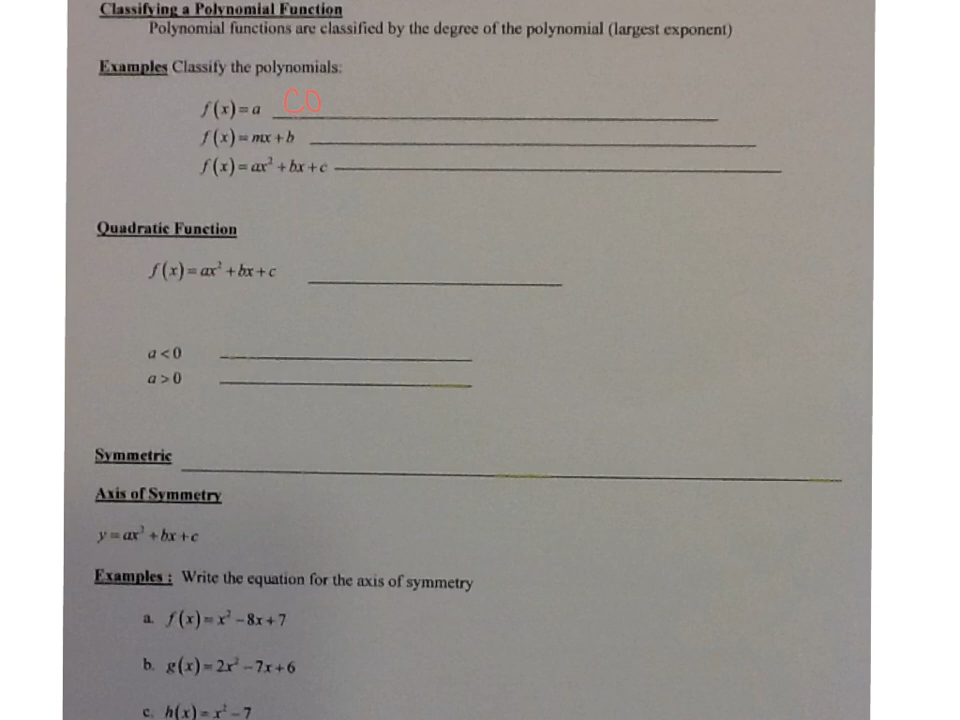 Classifying a Polynomial Function
Polynomial functions are classified by the degree of the polynomial (largest exponent)
Examples Classify the polynomials:
f(x) = a CO
f(x) = mx + b
f(x) = ax² + bx + c
Quadratic Function
f(x) = ax² + bx + c
a < 0
a > 0
Symmetric
Axis of Symmetry
y = ax² + bx + c
Examples : Write the equation for the axis of symmetry
a. f(x) = x² − 8x + 7
b. g(x) = 2x² − 7x + 6
c. h(x) = x² − 7